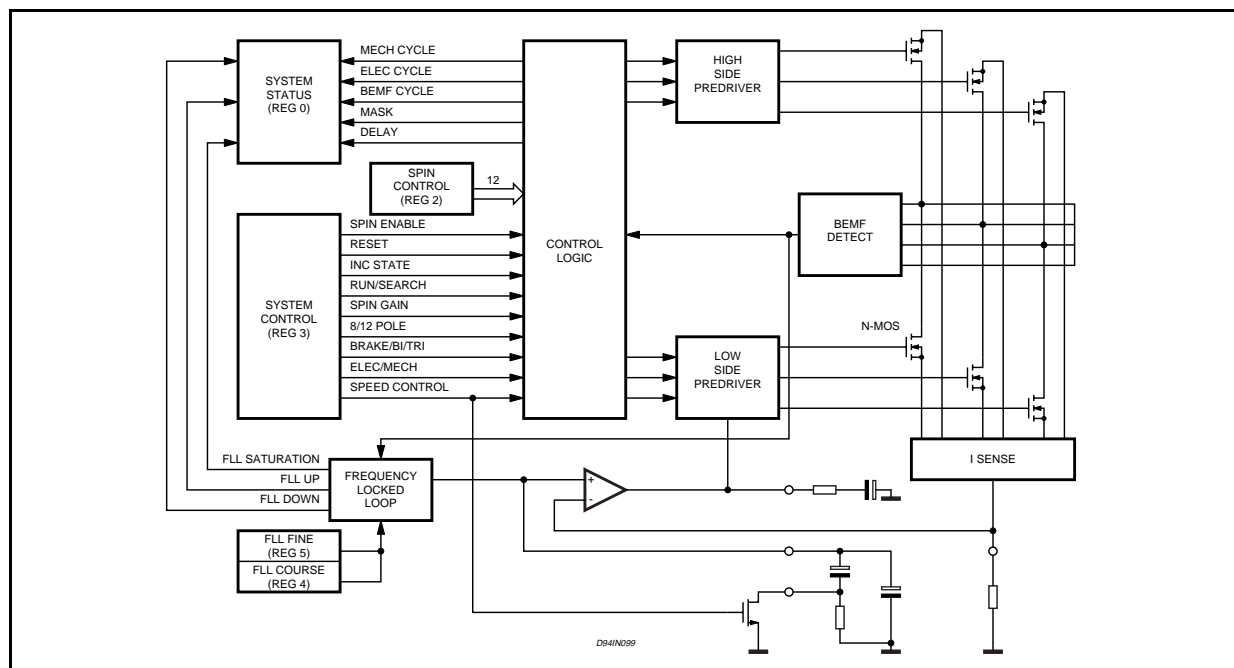 MECH CYCLE
ELEC CYCLE
BEMF CYCLE
MASK
DELAY
SYSTEM
STATUS
(REG 0)
HIGH
SIDE
PREDRIVER
SPIN
CONTROL
(REG 2)
12
SPIN ENABLE
RESET
INC STATE
RUN/SEARCH
SPIN GAIN
8/12 POLE
BRAKE/BI/TRI
ELEC/MECH
SPEED CONTROL
SYSTEM
CONTROL
(REG 3)
CONTROL
LOGIC
BEMF
DETECT
N-MOS
LOW
SIDE
PREDRIVER
I SENSE
FLL SATURATION
FLL UP
FLL DOWN
FREQUENCY
LOCKED
LOOP
+
-
FLL FINE
(REG 5)
FLL COURSE
(REG 4)
D94IN099